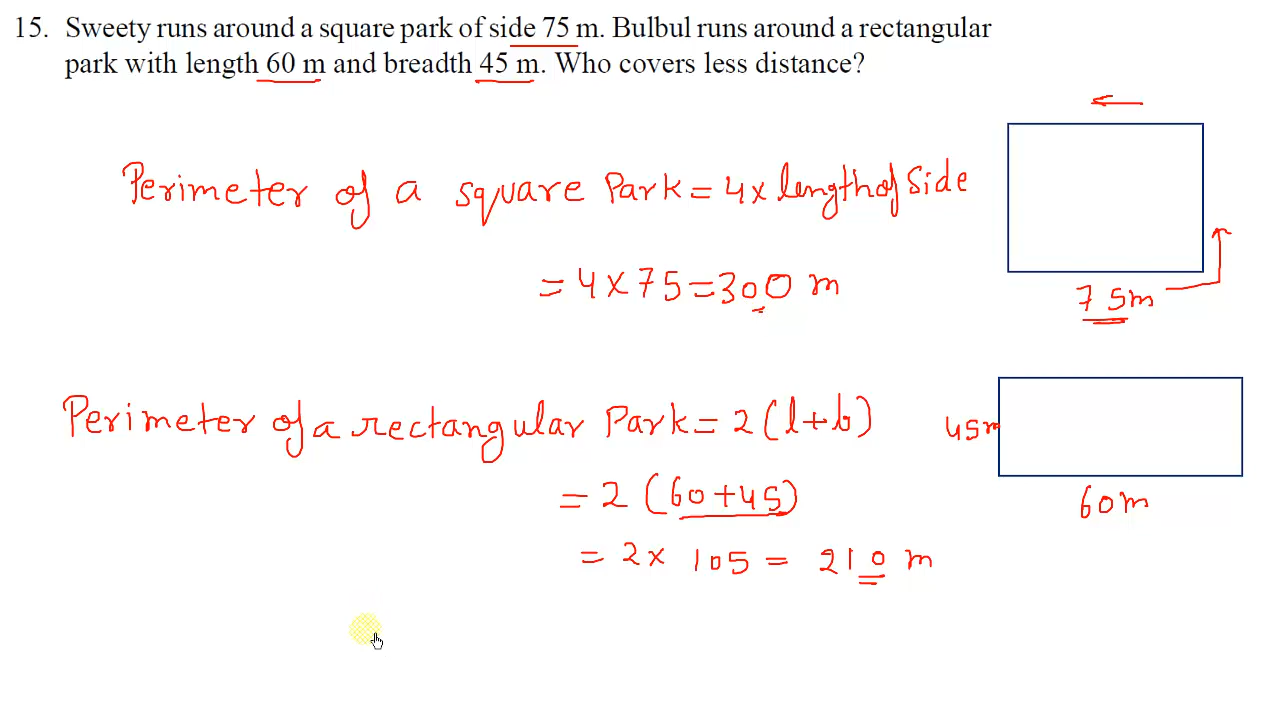 15. Sweety runs around a square park of side 75 m. Bulbul runs around a rectangular
park with length 60 m and breadth 45 m. Who covers less distance?
Perimeter of a square Park = 4 x length of Side
= 4 x 75 = 300 m
75m
Perimeter of a rectangular Park = 2 (l+b)
45m
= 2 (60+45)
60m
= 2 x 105 = 210 m